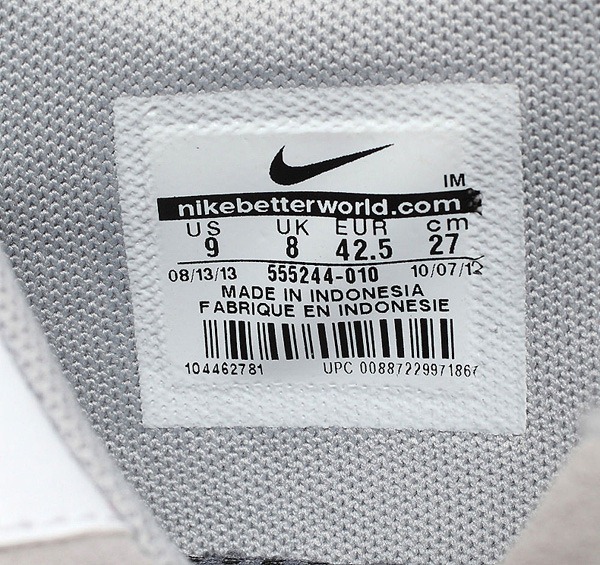 IM
nikebetterworld.com
US UK EUR cm
9 8 42.5 27
08/13/13 555244-010 10/07/12
MADE IN INDONESIA
FABRIQUE EN INDONESIE
104462781 UPC 00887229971867